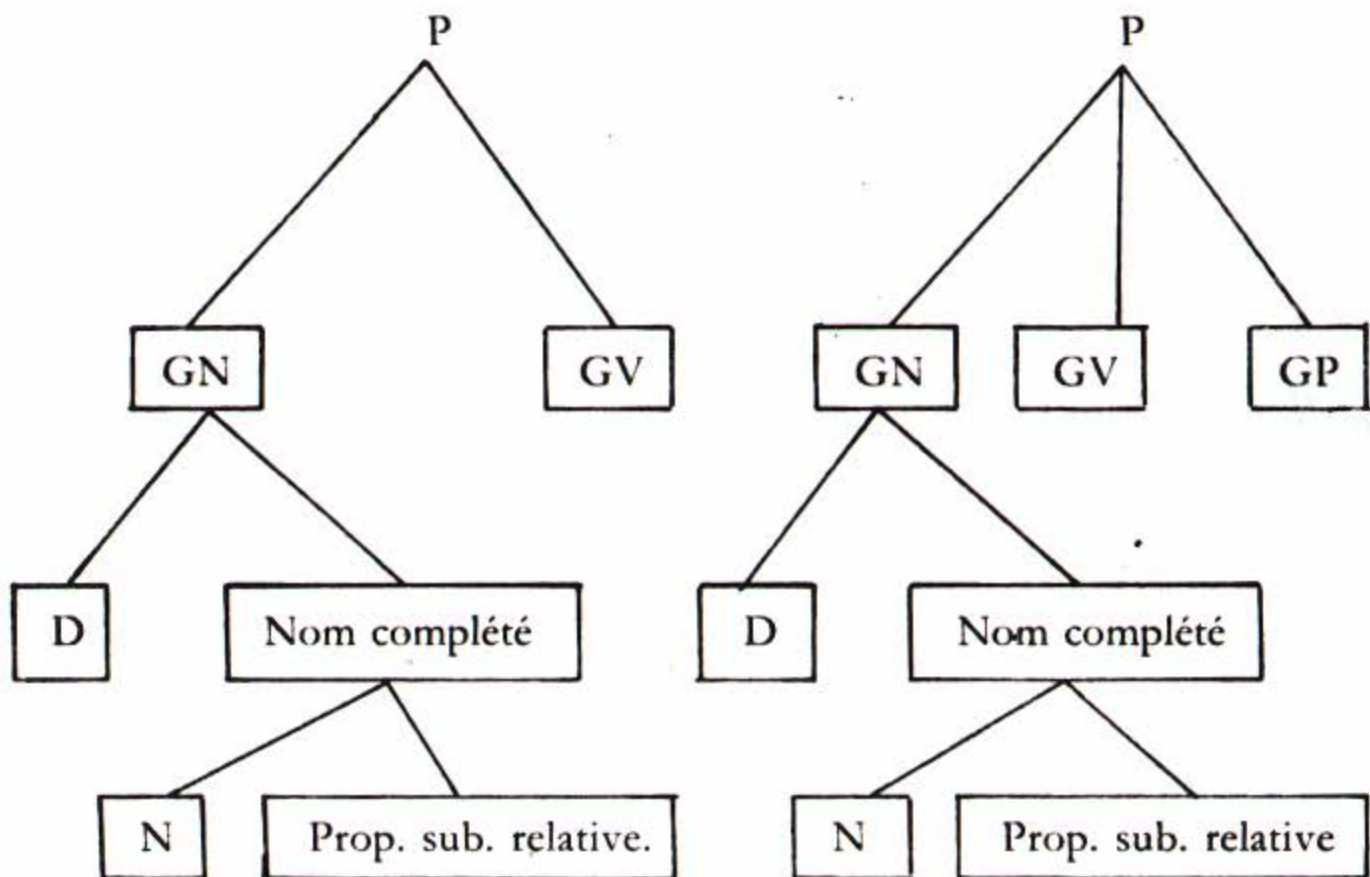 P P
GN GV GN GV GP
D Nom complété D Nom complété
N Prop. sub. relative. N Prop. sub. relative